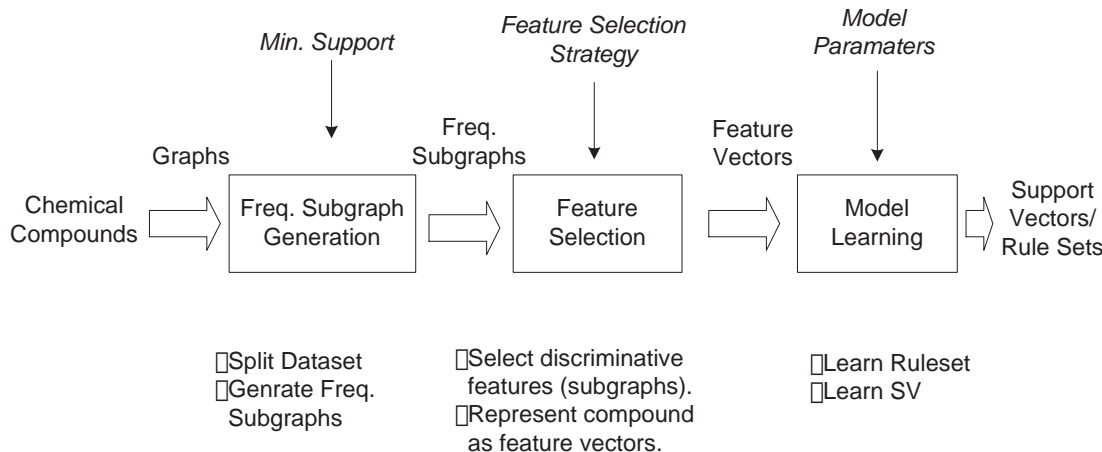 Min. Support
Feature Selection
Strategy
Model
Paramaters
Graphs
Freq.
Subgraphs
Feature
Vectors
Chemical
Compounds
Freq. Subgraph
Generation
Feature
Selection
Model
Learning
Support
Vectors/
Rule Sets
Split Dataset
Genrate Freq.
Subgraphs
Select discriminative
features (subgraphs).
Represent compound
as feature vectors.
Learn Ruleset
Learn SV